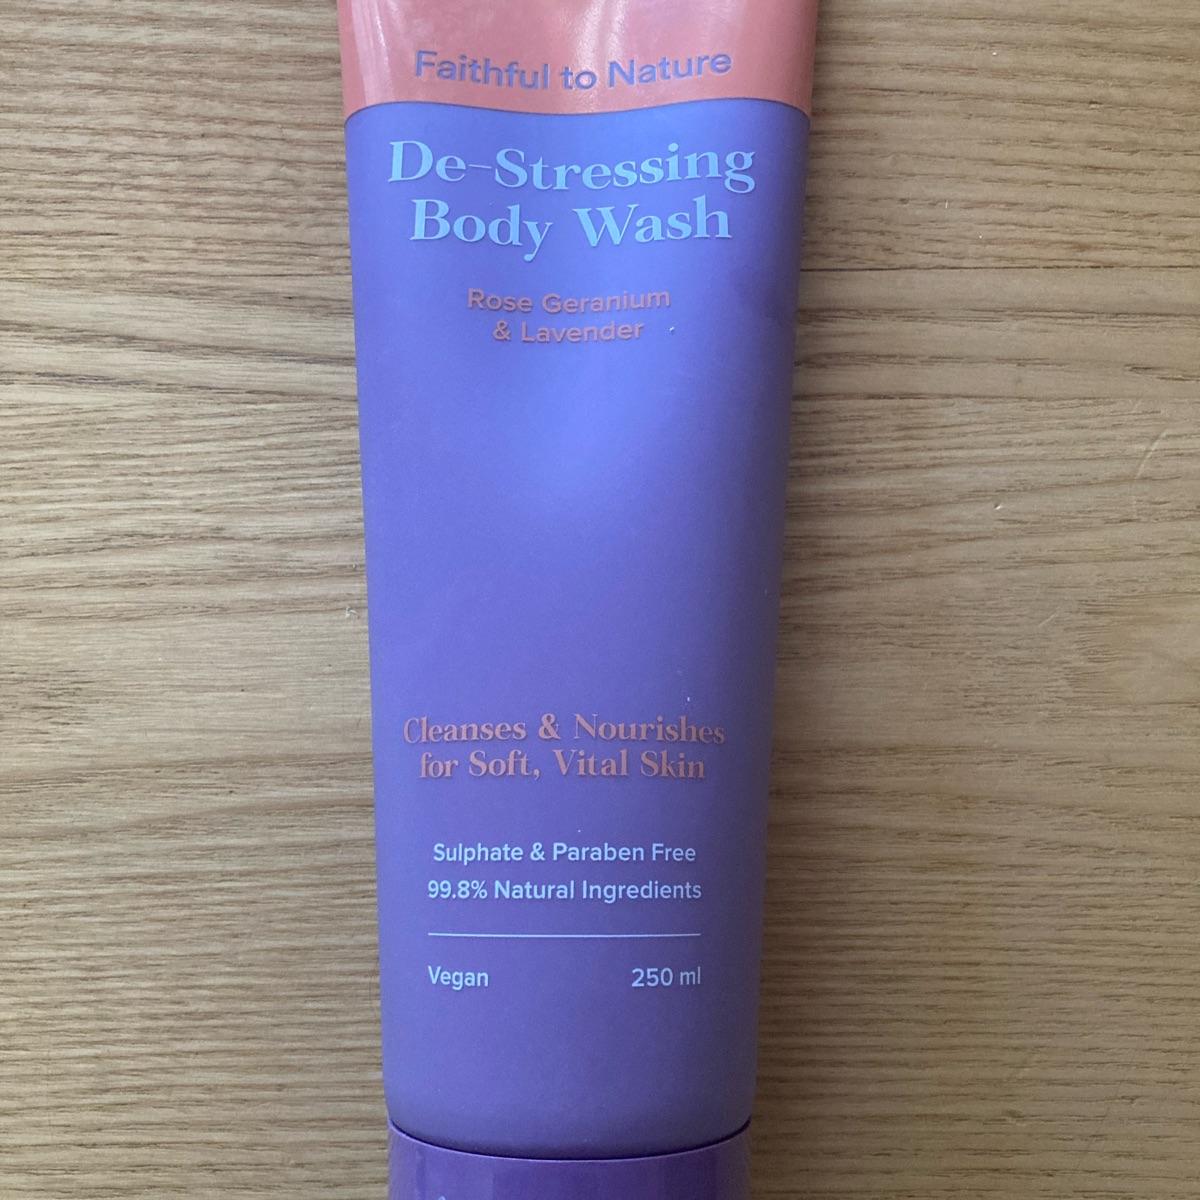 Faithful to Nature
De-Stressing
Body Wash
Rose Geranium
& Lavender
Cleanses & Nourishes
for Soft, Vital Skin
Sulphate & Paraben Free
99.8% Natural Ingredients
Vegan 250 ml